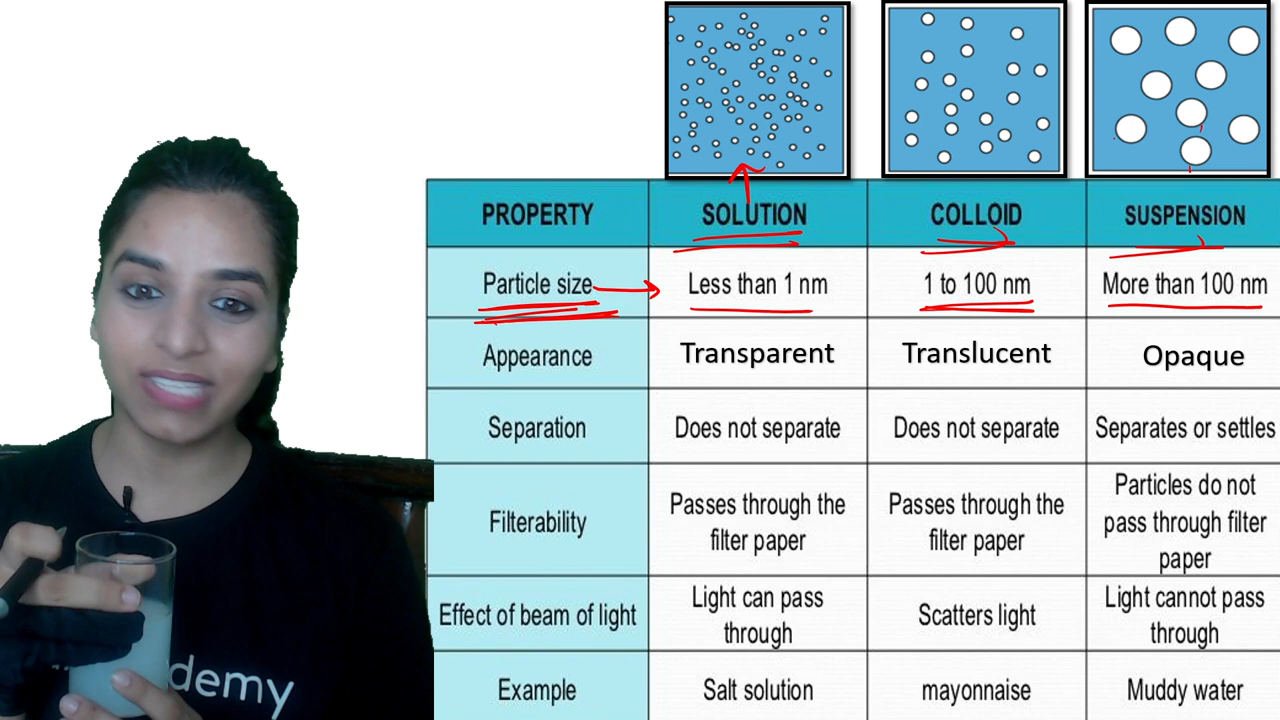 PROPERTY SOLUTION COLLOID SUSPENSION
Particle size Less than 1 nm 1 to 100 nm More than 100 nm
Appearance Transparent Translucent Opaque
Separation Does not separate Does not separate Separates or settles
Filterability Passes through the filter paper Passes through the filter paper Particles do not pass through filter paper
Effect of beam of light Light can pass through Scatters light Light cannot pass through
Example Salt solution mayonnaise Muddy water
demy